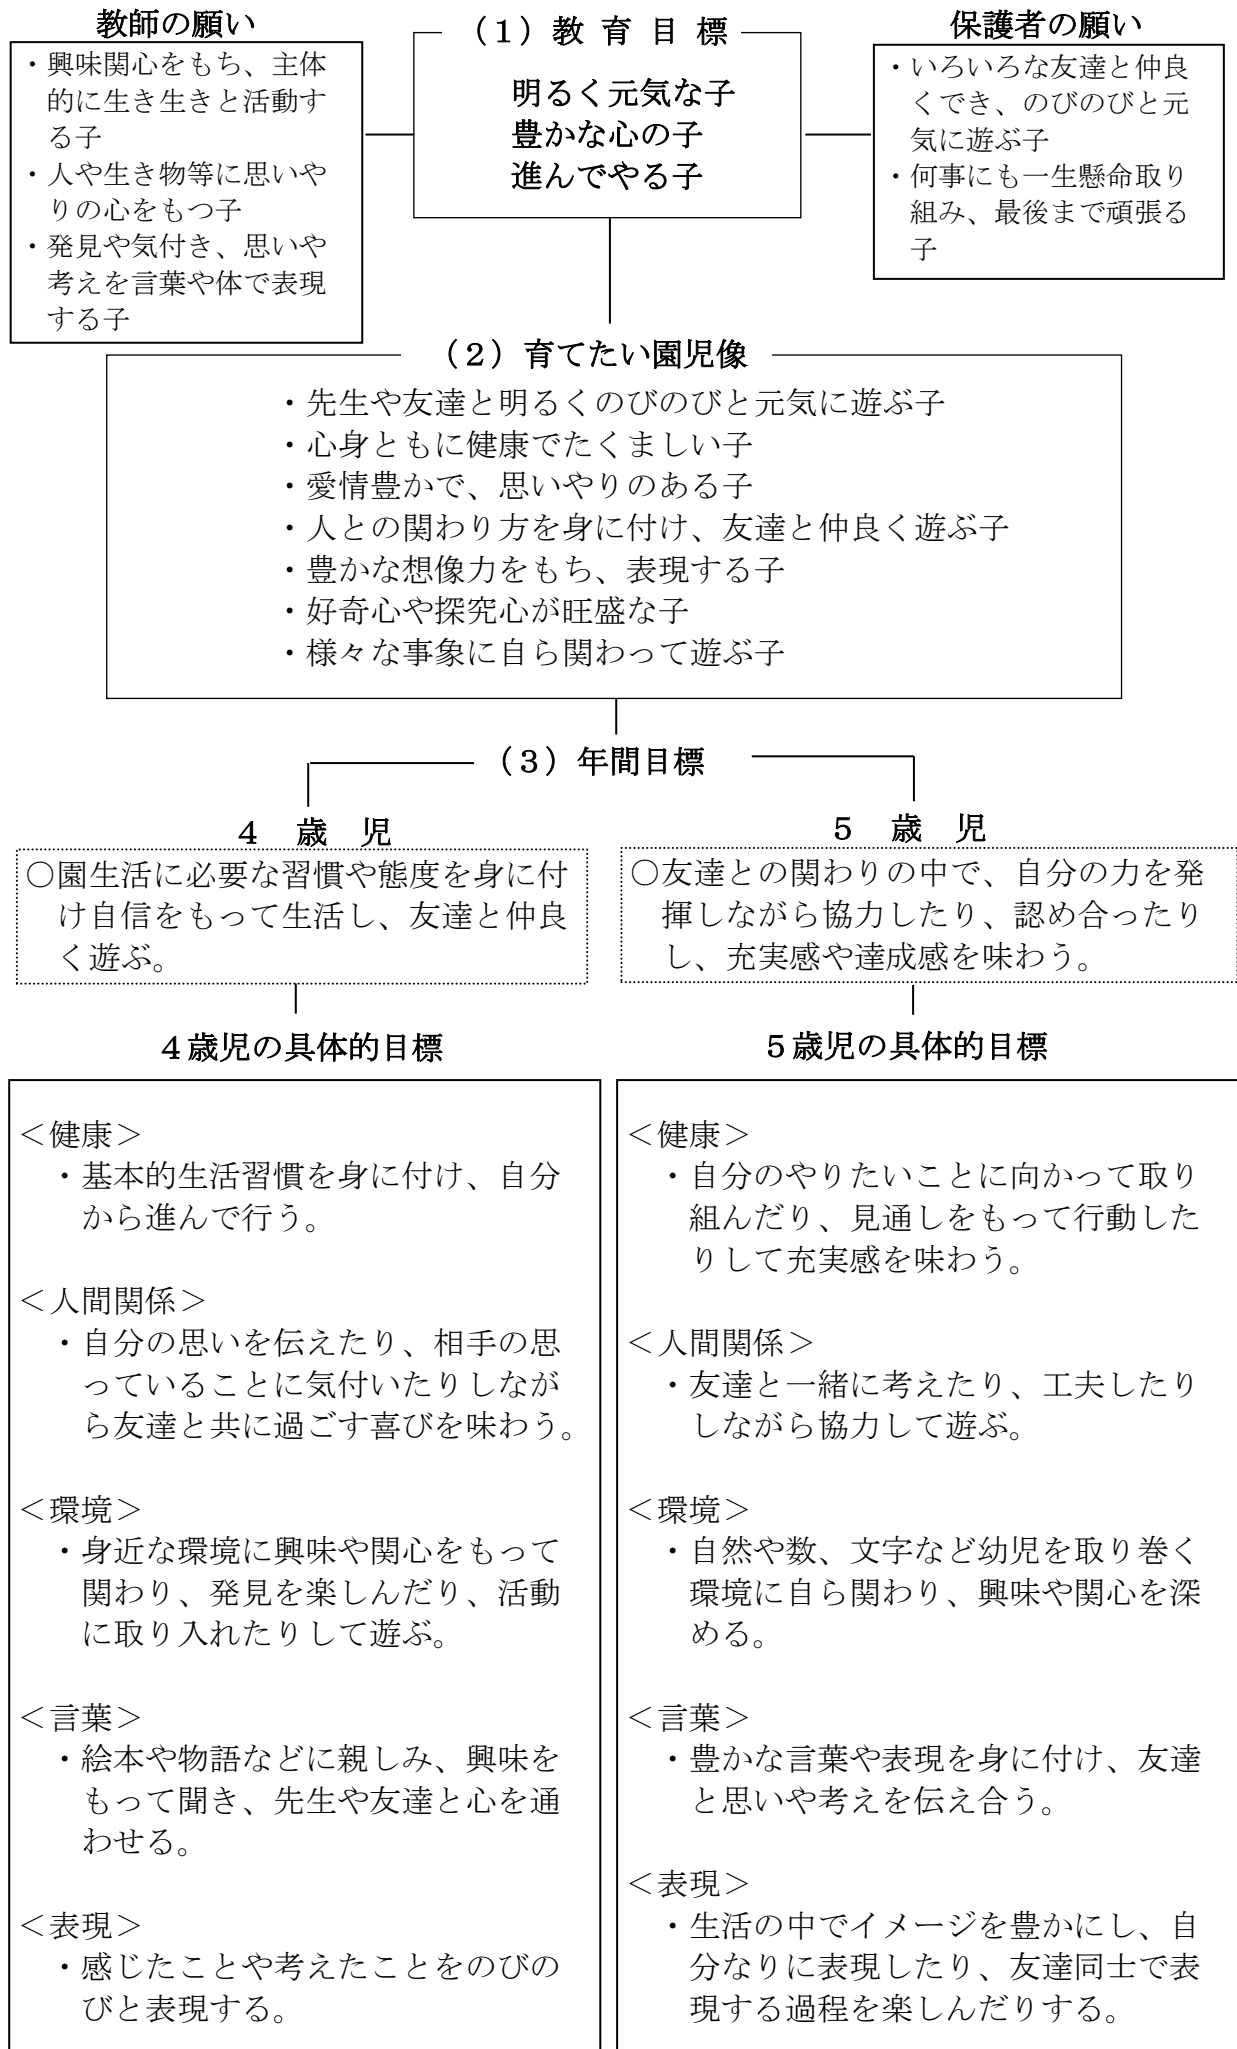 教師の願い
・興味関心をもち、主体
的に生き生きと活動す
る子
・人や生き物等に思いや
りの心をもつ子
・発見や気付き、思いや
考えを言葉や体で表現
する子
（１）教 育 目 標
明るく元気な子
豊かな心の子
進んでやる子
保護者の願い
・いろいろな友達と仲良
くでき、のびのびと元
気に遊ぶ子
・何事にも一生懸命取り
組み、最後まで頑張る
子
（２）育てたい園児像
・先生や友達と明るくのびのびと元気に遊ぶ子
・心身ともに健康でたくましい子
・愛情豊かで、思いやりのある子
・人との関わり方を身に付け、友達と仲良く遊ぶ子
・豊かな想像力をもち、表現する子
・好奇心や探究心が旺盛な子
・様々な事象に自ら関わって遊ぶ子
（３）年間目標
４　歳　児
○園生活に必要な習慣や態度を身に付
け自信をもって生活し、友達と仲良
く遊ぶ。
５　歳　児
○友達との関わりの中で、自分の力を発
揮しながら協力したり、認め合ったり
し、充実感や達成感を味わう。
４歳児の具体的目標
＜健康＞
・基本的生活習慣を身に付け、自分
から進んで行う。
＜人間関係＞
・自分の思いを伝えたり、相手の思
っていることに気付いたりしなが
ら友達と共に過ごす喜びを味わう。
＜環境＞
・身近な環境に興味や関心をもって
関わり、発見を楽しんだり、活動
に取り入れたりして遊ぶ。
＜言葉＞
・絵本や物語などに親しみ、興味を
もって聞き、先生や友達と心を通
わせる。
＜表現＞
・感じたことや考えたことをのびの
びと表現する。
５歳児の具体的目標
＜健康＞
・自分のやりたいことに向かって取り
組んだり、見通しをもって行動した
りして充実感を味わう。
＜人間関係＞
・友達と一緒に考えたり、工夫したり
しながら協力して遊ぶ。
＜環境＞
・自然や数、文字など幼児を取り巻く
環境に自ら関わり、興味や関心を深
める。
＜言葉＞
・豊かな言葉や表現を身に付け、友達
と思いや考えを伝え合う。
＜表現＞
・生活の中でイメージを豊かにし、自
分なりに表現したり、友達同士で表
現する過程を楽しんだりする。